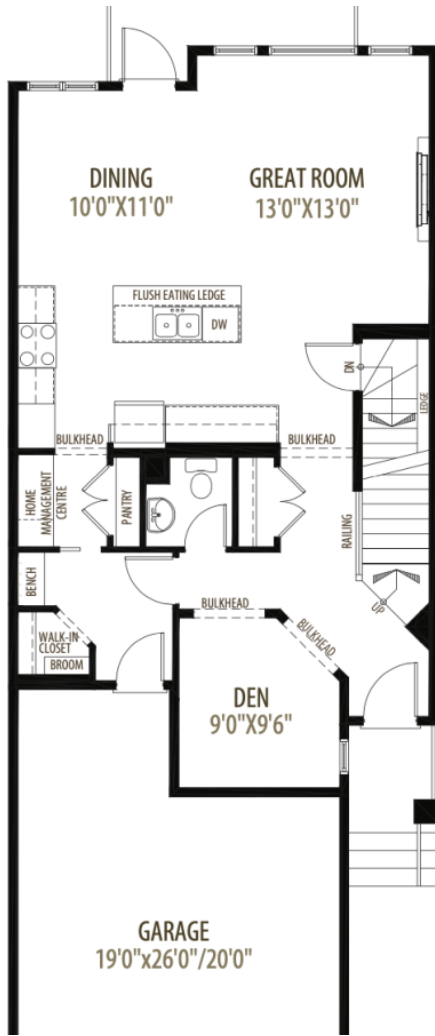 DINING
10'0"X11'0"
GREAT ROOM
13'0"X13'0"
FLUSH EATING LEDGE
DW
DN
LEDGE
BULKHEAD
BULKHEAD
HOME
MANAGEMENT
CENTRE
PANTRY
RAILING
BENCH
BULKHEAD
UP
BULKHEAD
WALK-IN
CLOSET
BROOM
DEN
9'0"X9'6"
GARAGE
19'0"x26'0"/20'0"